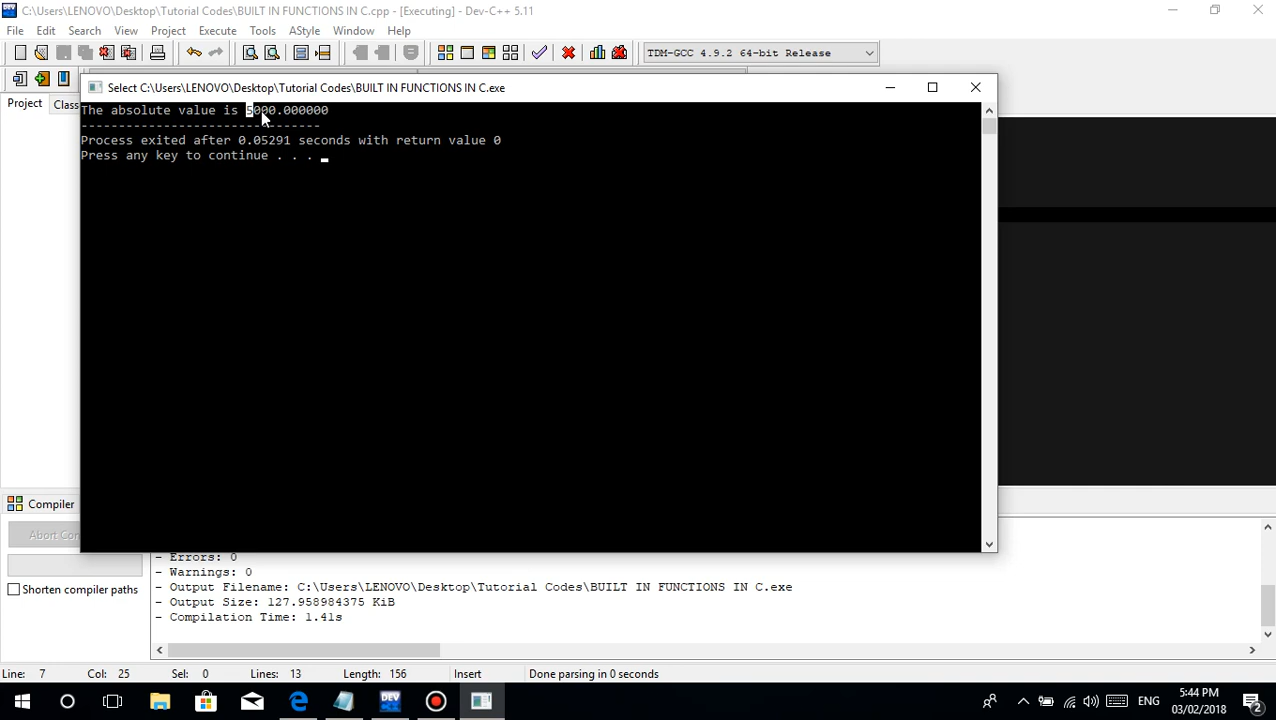 C:\Users\LENOVO\Desktop\Tutorial Codes\BUILT IN FUNCTIONS IN C.cpp - [Executing] - Dev-C++ 5.11
File Edit Search View Project Execute Tools AStyle Window Help
TDM-GCC 4.9.2 64-bit Release
Project Class
Select C:\Users\LENOVO\Desktop\Tutorial Codes\BUILT IN FUNCTIONS IN C.exe
The absolute value is 5000.000000
--------------------------------
Process exited after 0.05291 seconds with return value 0
Press any key to continue . . .
Compiler
Abort Con
Shorten compiler paths
- Errors: 0
- Warnings: 0
- Output Filename: C:\Users\LENOVO\Desktop\Tutorial Codes\BUILT IN FUNCTIONS IN C.exe
- Output Size: 127.958984375 KiB
- Compilation Time: 1.41s
Line: 7 Col: 25 Sel: 0 Lines: 13 Length: 156 Insert Done parsing in 0 seconds
DEV
ENG
5:44 PM
03/02/2018
2